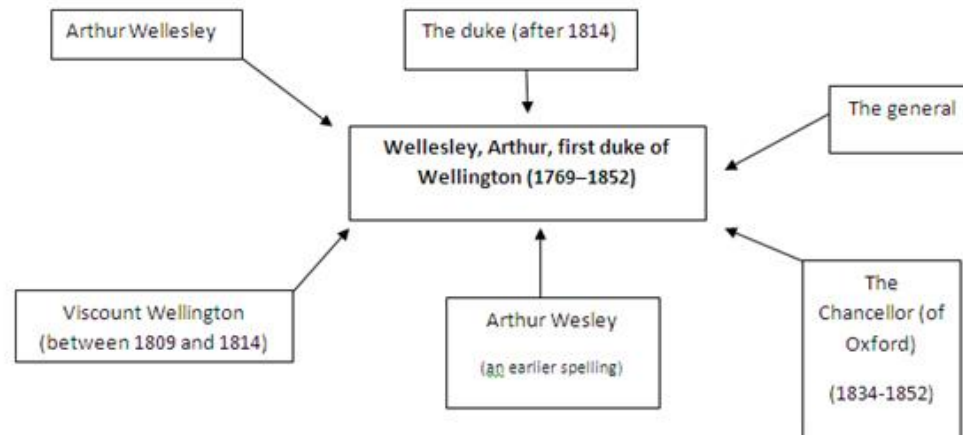 Arthur Wellesley
The duke (after 1814)
The general
Wellesley, Arthur, first duke of
Wellington (1769–1852)
Viscount Wellington
(between 1809 and 1814)
Arthur Wesley
(an earlier spelling)
The
Chancellor (of
Oxford)
(1834-1852)